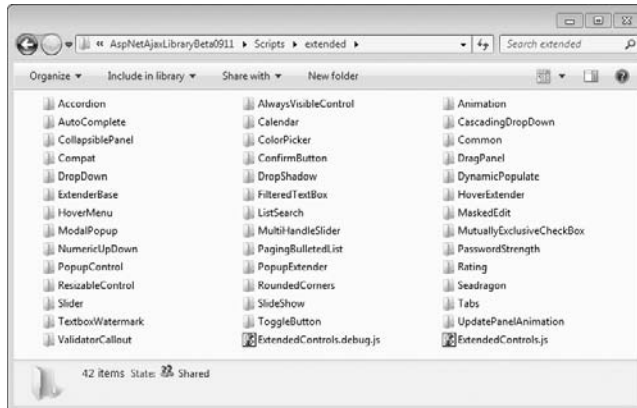 « AspNetAjaxLibraryBeta0911 ▸ Scripts ▸ extended ▸ Search extended
Organize ▾ Include in library ▾ Share with ▾ New folder
Accordion AlwaysVisibleControl Animation
AutoComplete Calendar CascadingDropDown
CollapsiblePanel ColorPicker Common
Compat ConfirmButton DragPanel
DropDown DropShadow DynamicPopulate
ExtenderBase FilteredTextBox HoverExtender
HoverMenu ListSearch MaskedEdit
ModalPopup MultiHandleSlider MutuallyExclusiveCheckBox
NumericUpDown PagingBulletedList PasswordStrength
PopupControl PopupExtender Rating
ResizableControl RoundedCorners Seadragon
Slider SlideShow Tabs
TextboxWatermark ToggleButton UpdatePanelAnimation
ValidatorCallout ExtendedControls.debug.js ExtendedControls.js
42 items State: Shared